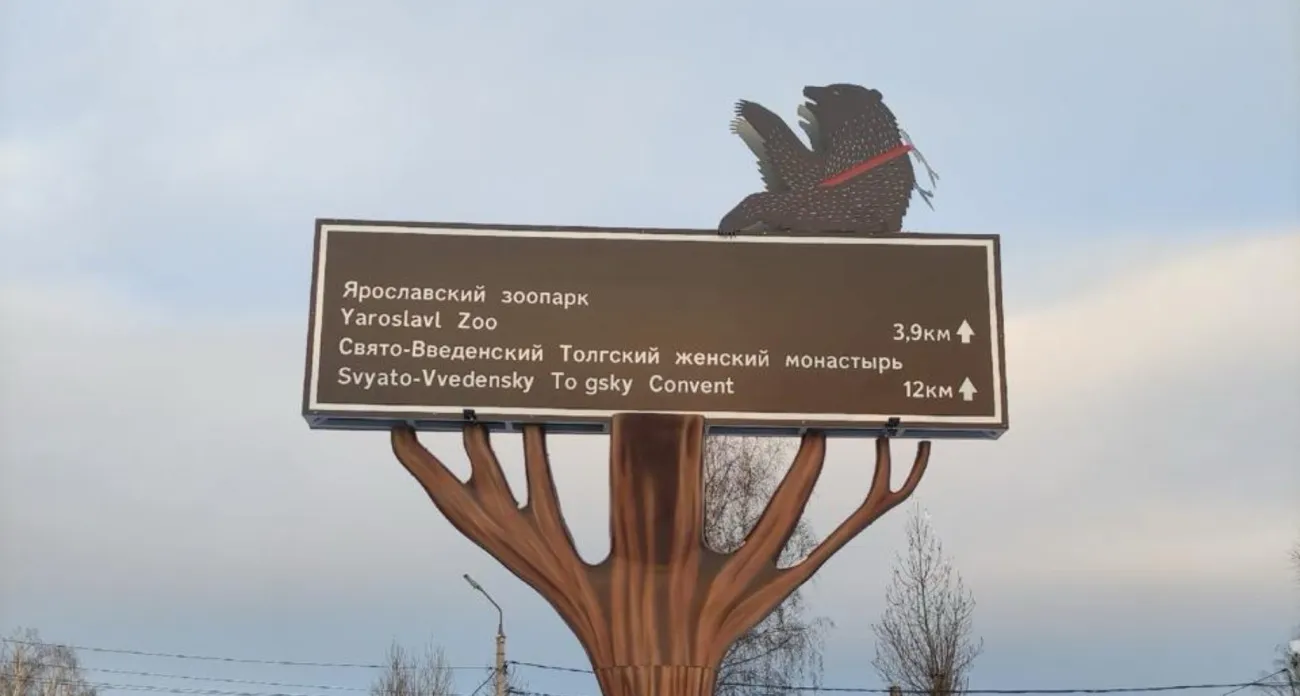 Ярославский зоопарк
Yaroslavl Zoo 3,9км
Свято-Введенский Толгский женский монастырь
Svyato-Vvedensky To gsky Convent 12км